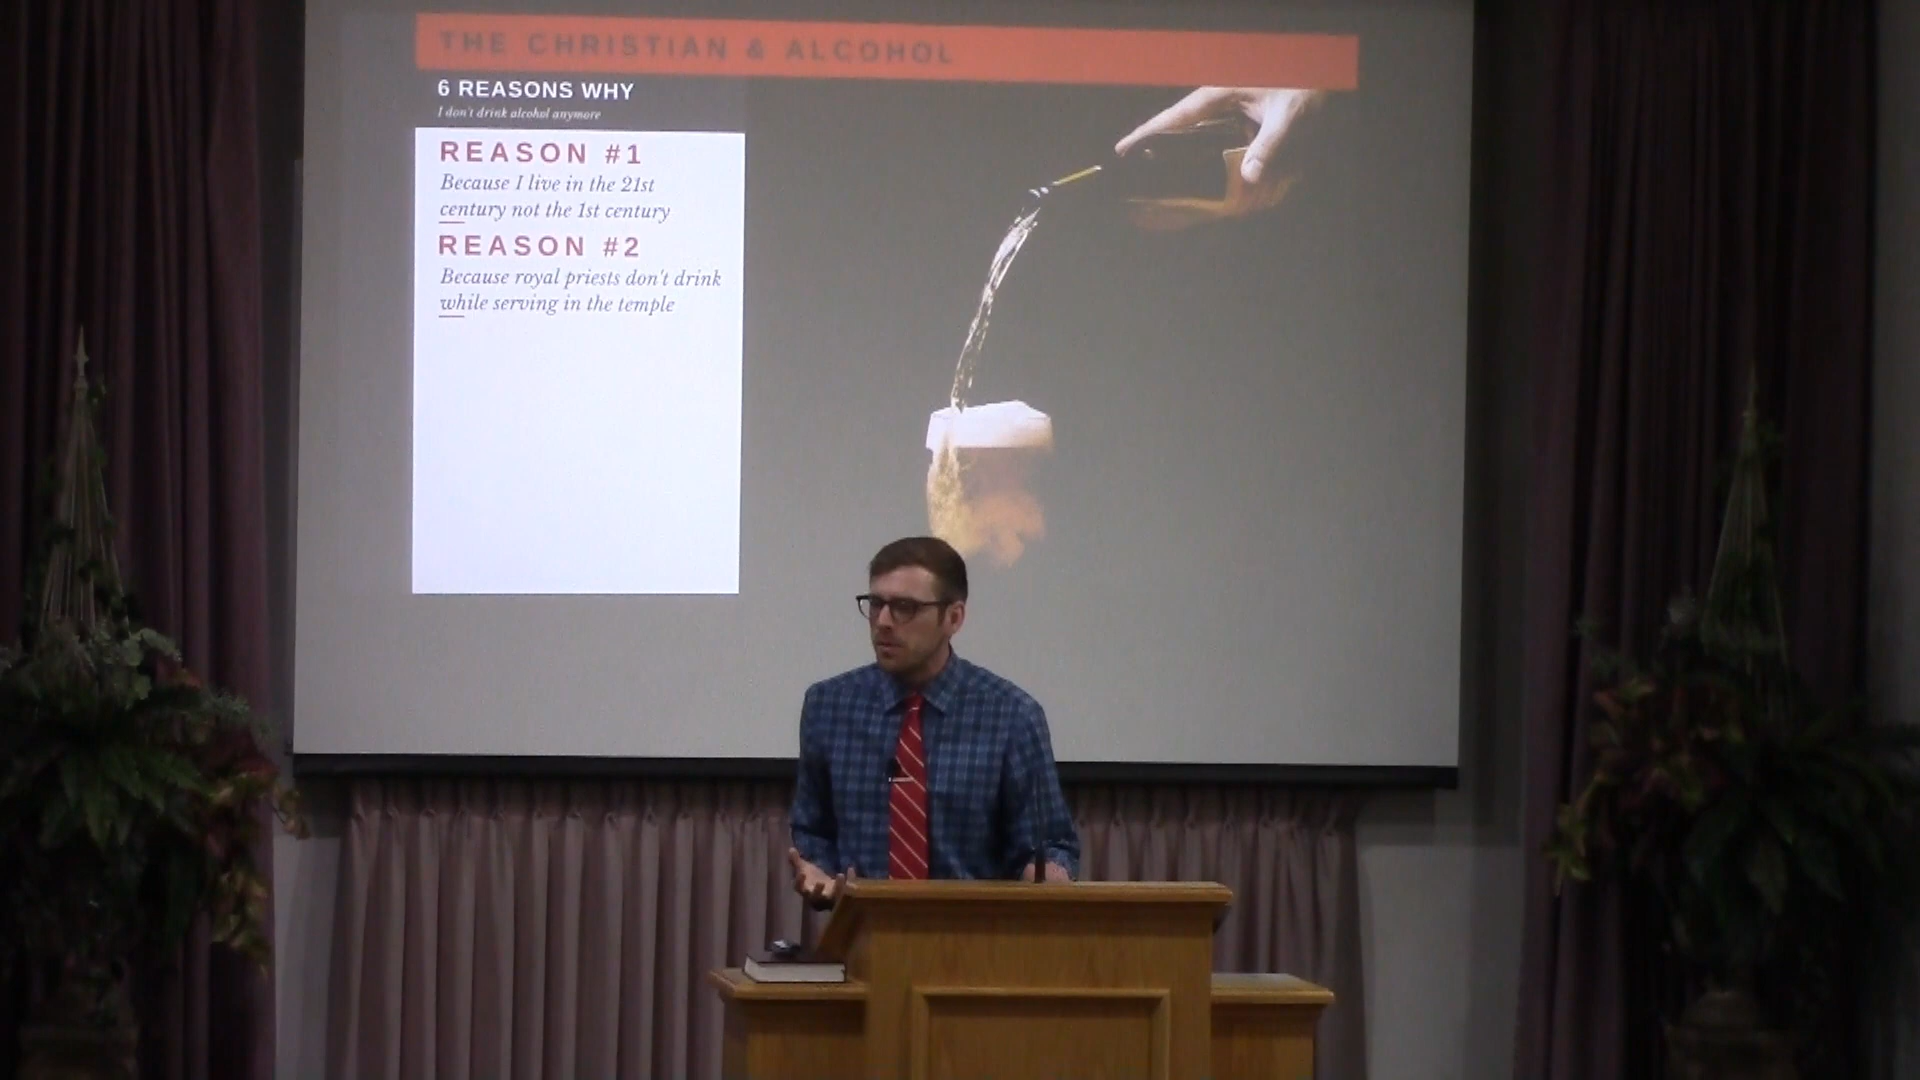 THE CHRISTIAN & ALCOHOL
6 REASONS WHY
I don't drink alcohol anymore
REASON #1
Because I live in the 21st
century not the 1st century
REASON #2
Because royal priests don't drink
while serving in the temple